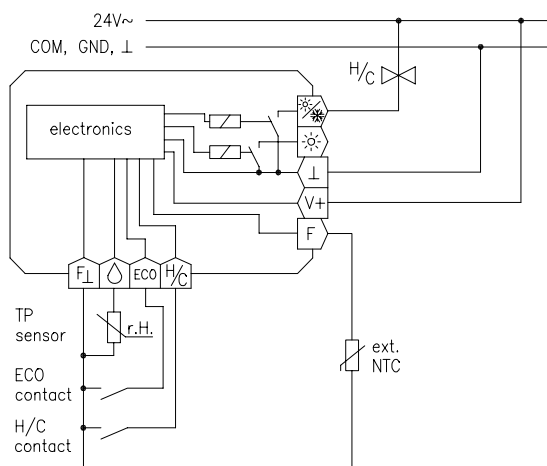 24V~
COM, GND, ⊥
H/C
electronics
⊥
V+
F
F⊥
ECO
H/C
TP
sensor
r.H.
ECO
contact
H/C
contact
ext.
NTC